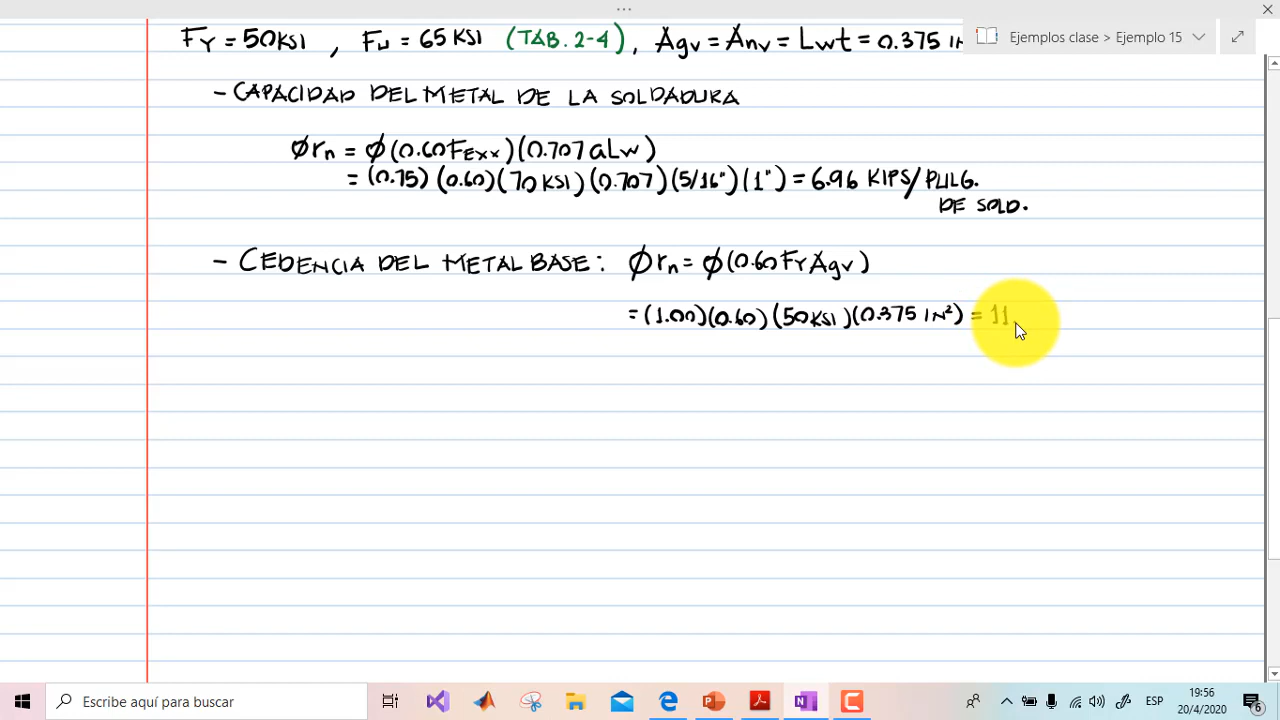 Ejemplos clase > Ejemplo 15
FY = 50KSI , FU = 65 KSI (TAB. 2-4), Agv = Anv = Lwt = 0.375 IN
- CAPACIDAD DEL METAL DE LA SOLDADURA
ϕrn = ϕ(0.60FEXX)(0.707aLw)
= (0.75)(0.60)(70 KSI)(0.707)(5/16")(1") = 6.96 KIPS/PULG.
DE SOLD.
- CEDENCIA DEL METAL BASE: ϕrn = ϕ(0.60FYAgv)
= (1.00)(0.60)(50KSI)(0.375 IN²) = 11
Escribe aquí para buscar
ESP
19:56
20/4/2020
6